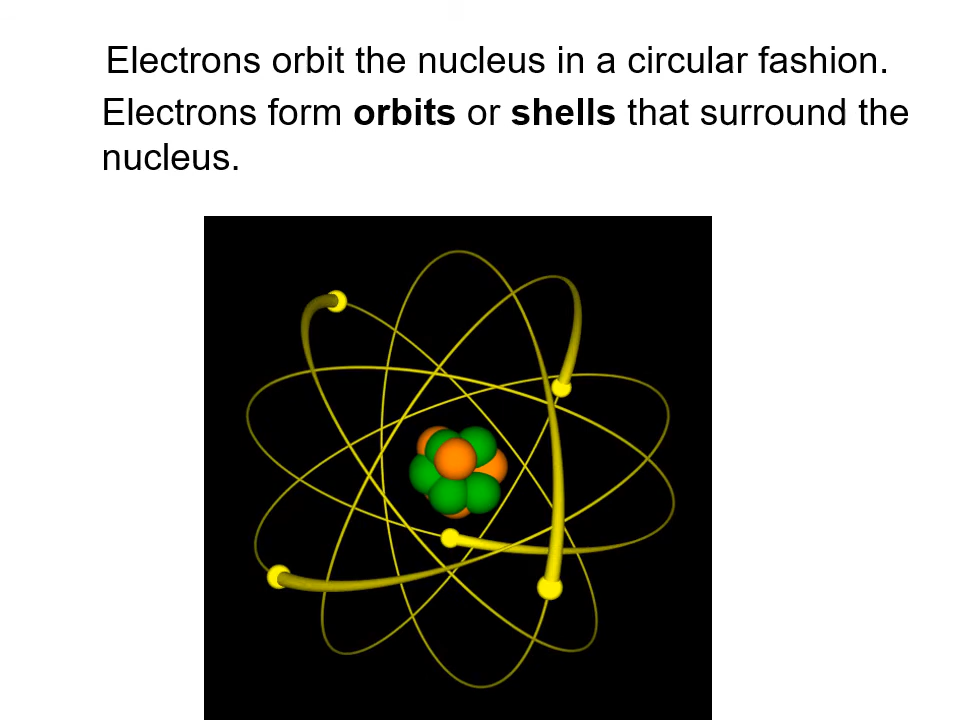 Electrons orbit the nucleus in a circular fashion.
Electrons form orbits or shells that surround the
nucleus.